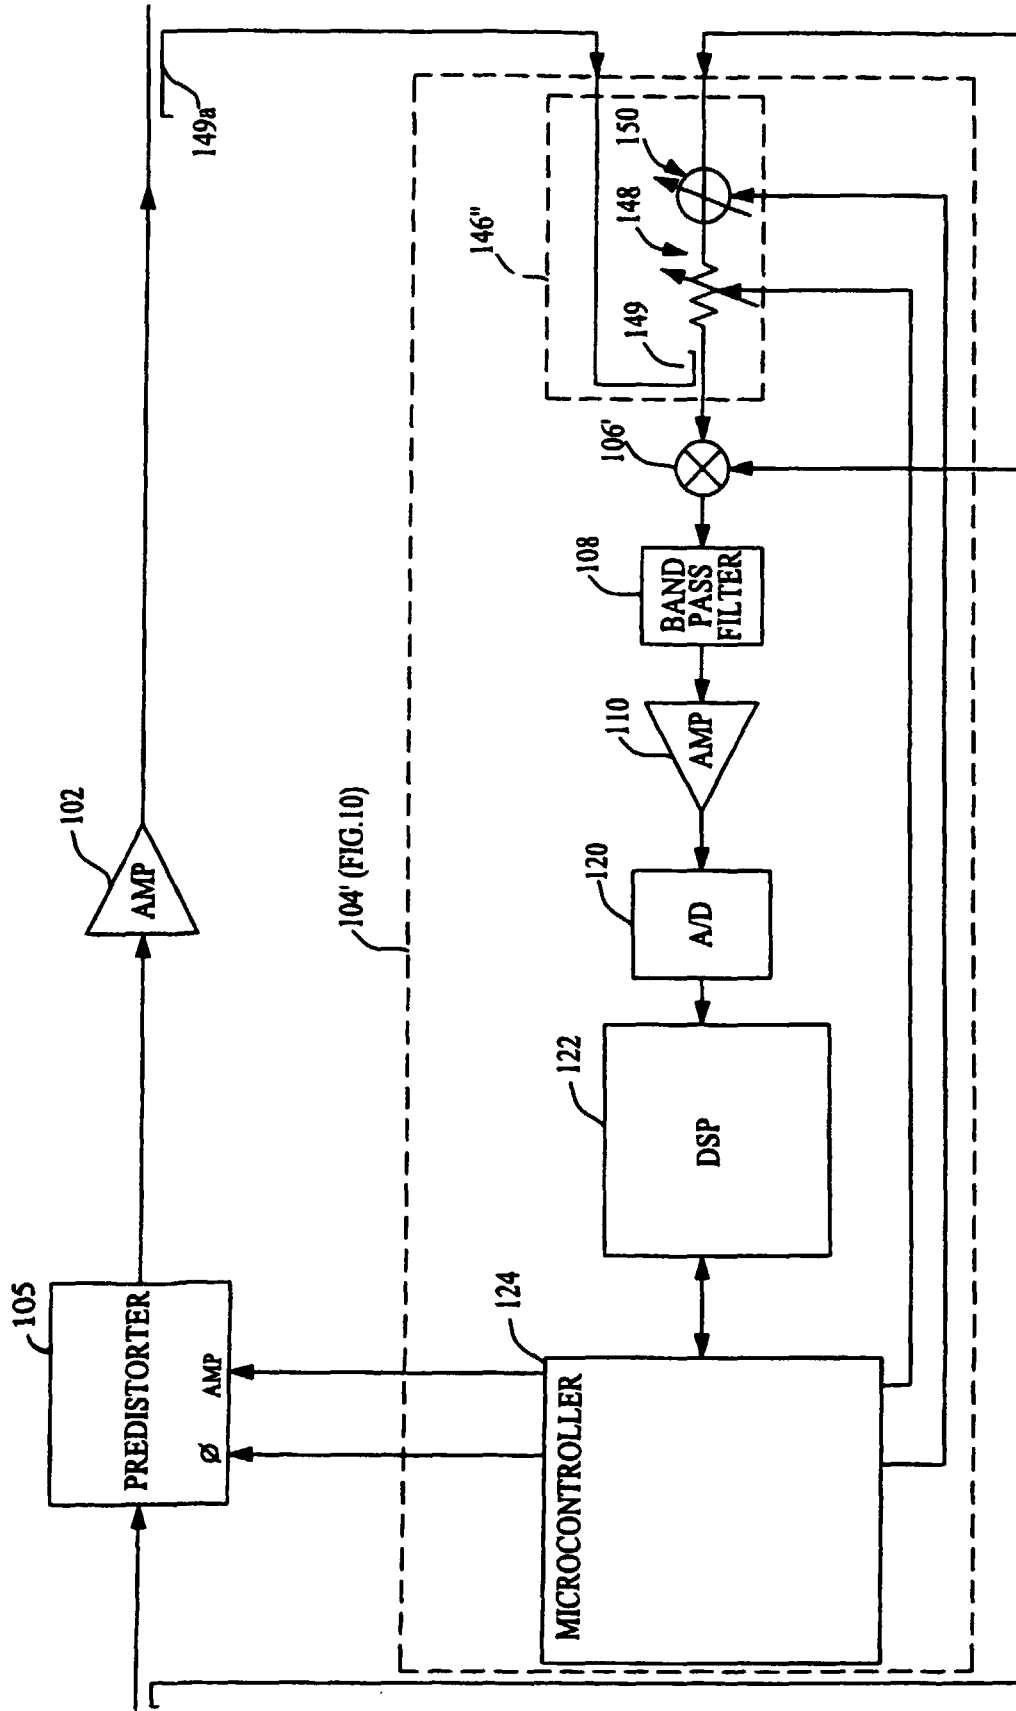 105
PREDISTORTER
Ø AMP
102
AMP
149a
104' (FIG.10)
124
MICROCONTROLLER
122
DSP
120
A/D
110
AMP
108
BAND
PASS
FILTER
106'
146"
149
148
150